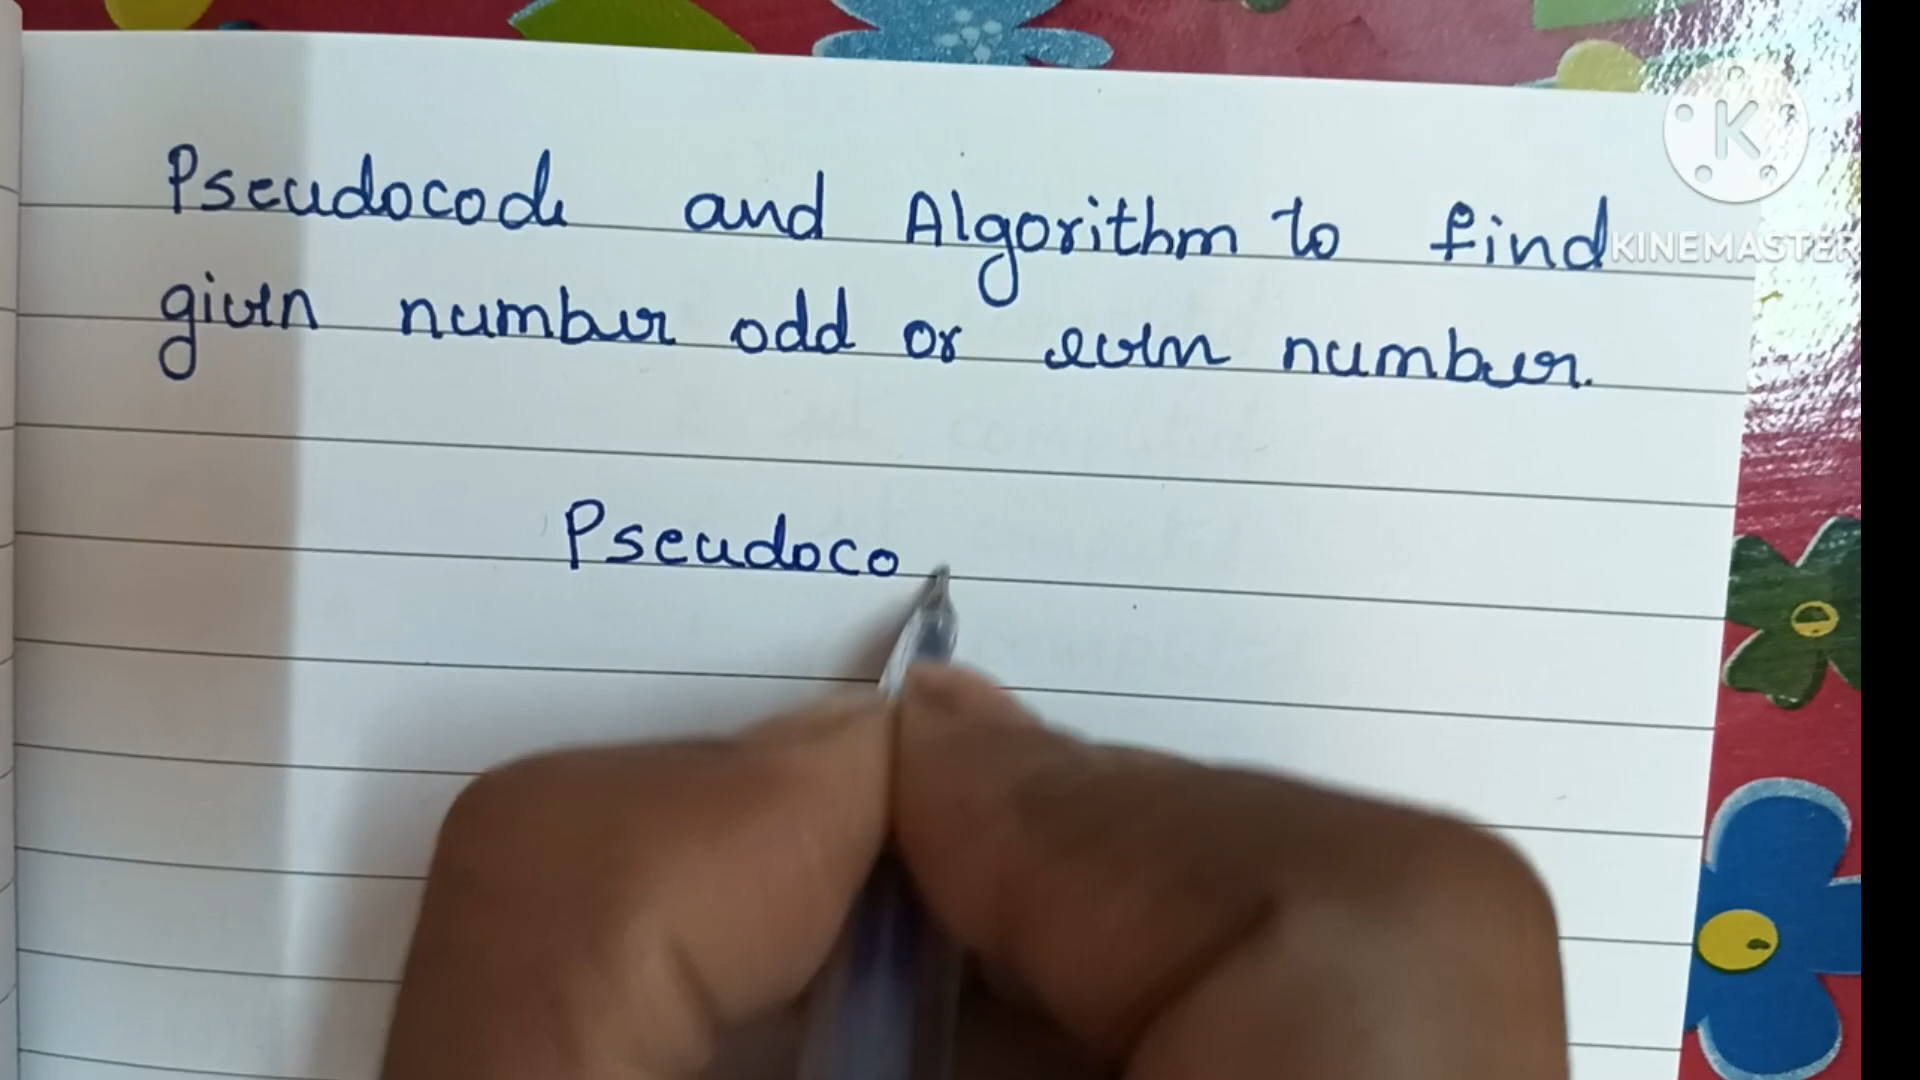 Pseudocode and Algorithm to find
given number odd or even number.
Pseudoco
K
KINEMASTER